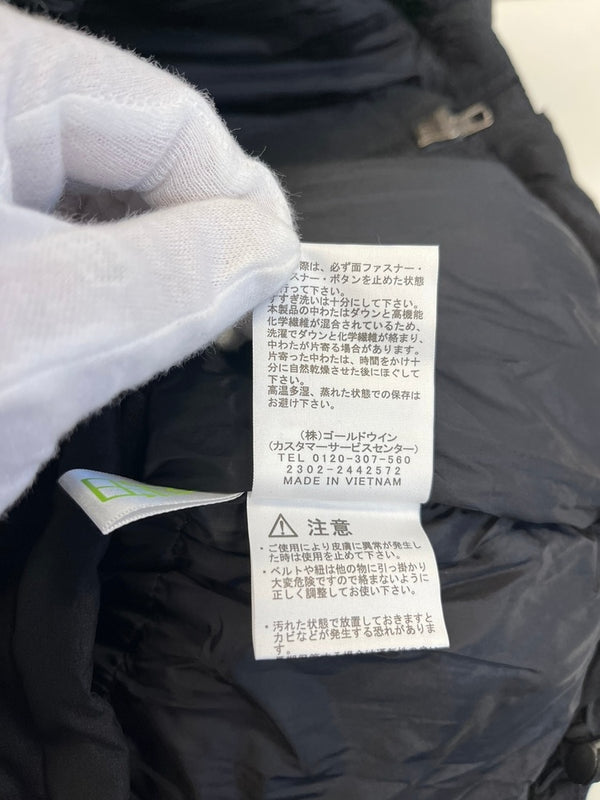 際は、必ず面ファスナー・
スナー・ボタンを止めた状態
行って下さい。
すすぎ洗いは十分にして下さい。
本製品の中わたはダウンと高機能
化学繊維が混合されているため、
洗濯でダウンと化学繊維が絡まり、
中わたが片寄る場合があります。
片寄った中わたは、時間をかけ十
分に自然乾燥させた後にほぐして
下さい。
高温多湿、蒸れた状態での保存は
お避け下さい。
(株)ゴールドウイン
(カスタマーサービスセンター)
TEL 0120-307-560
2302-2442572
MADE IN VIETNAM
注意
・ご使用により皮膚に異常が発生し
た時は使用を止めて下さい。
・ベルトや紐は他の物に引っ掛かり
大変危険ですので絡まないように
正しく調整してお使い下さい。
・汚れた状態で放置しておきますと
カビなどが発生する恐れがありま
す。